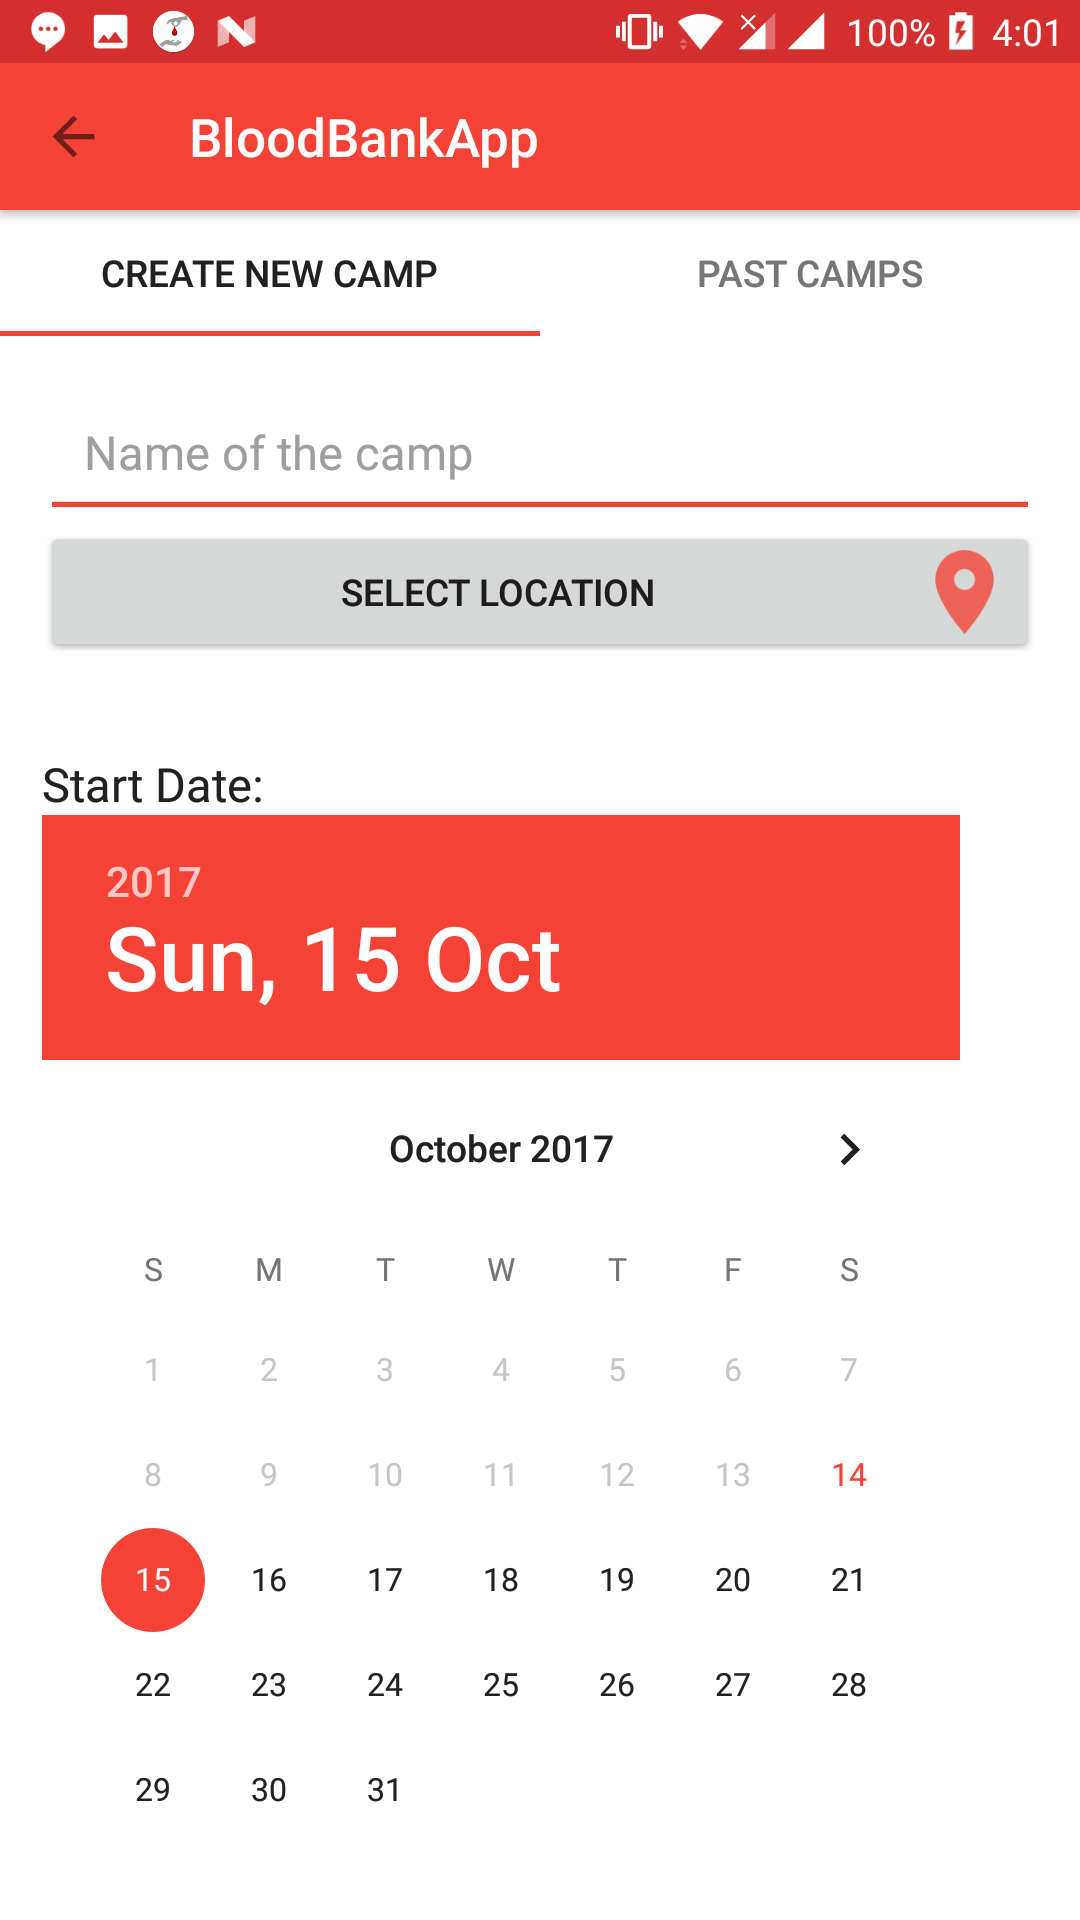 100% 4:01
BloodBankApp
CREATE NEW CAMP PAST CAMPS
Name of the camp
SELECT LOCATION
Start Date:
2017
Sun, 15 Oct
October 2017
S M T W T F S
1 2 3 4 5 6 7
8 9 10 11 12 13 14
15 16 17 18 19 20 21
22 23 24 25 26 27 28
29 30 31